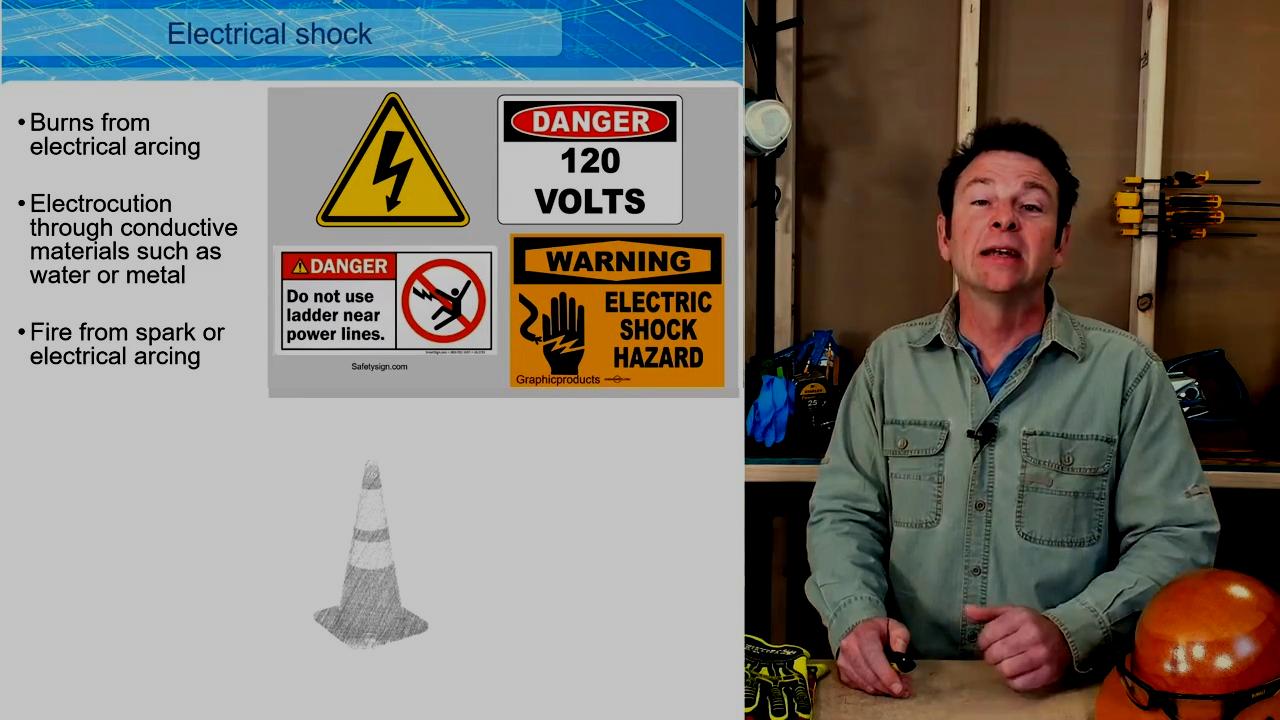 Electrical shock
•Burns from
electrical arcing
•Electrocution
through conductive
materials such as
water or metal
•Fire from spark or
electrical arcing
DANGER
120
VOLTS
DANGER
Do not use
ladder near
power lines.
Safetysign.com
WARNING
ELECTRIC
SHOCK
HAZARD
Graphicproducts
25